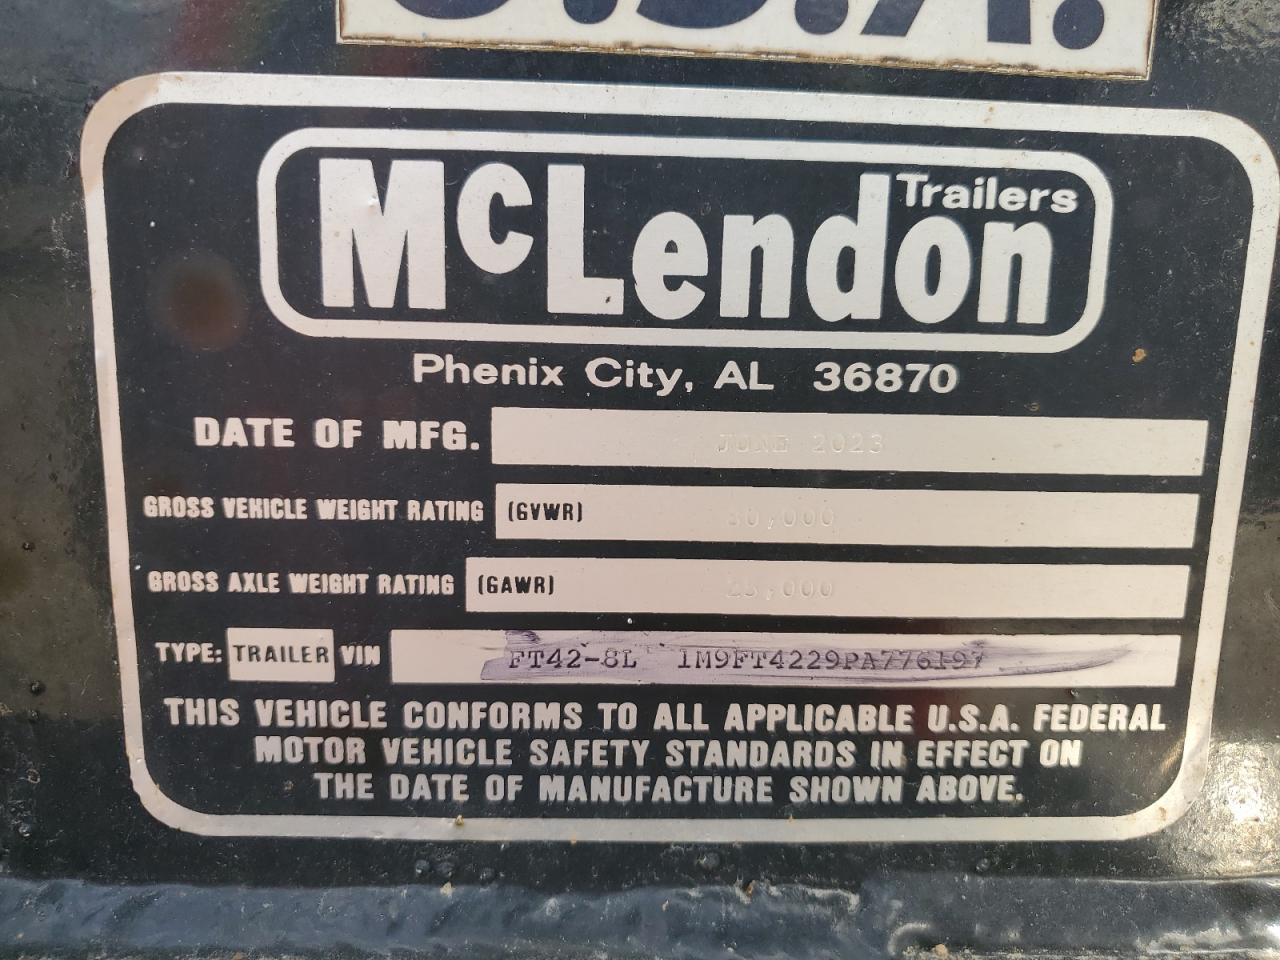 U.S.A.
McLendon Trailers
Phenix City, AL 36870
DATE OF MFG. JUNE 2023
GROSS VEHICLE WEIGHT RATING (GVWR)
GROSS AXLE WEIGHT RATING (GAWR)
TYPE: TRAILER VIN FT42-8L 1M9FT4229PA776197
THIS VEHICLE CONFORMS TO ALL APPLICABLE U.S.A. FEDERAL
MOTOR VEHICLE SAFETY STANDARDS IN EFFECT ON
THE DATE OF MANUFACTURE SHOWN ABOVE.